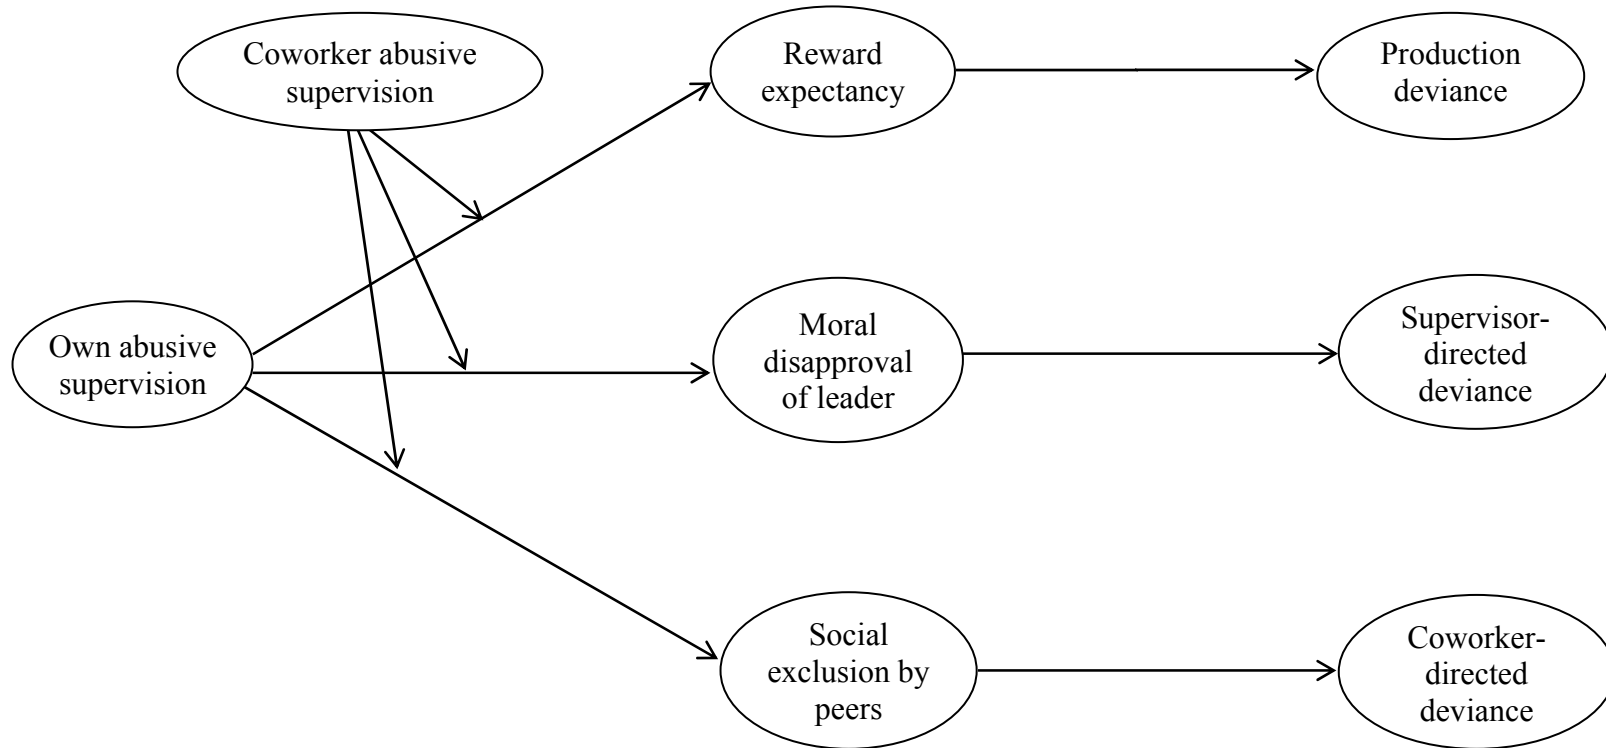 Coworker abusive
supervision
Reward
expectancy
Production
deviance
Own abusive
supervision
Moral
disapproval
of leader
Supervisor-
directed
deviance
Social
exclusion by
peers
Coworker-
directed
deviance